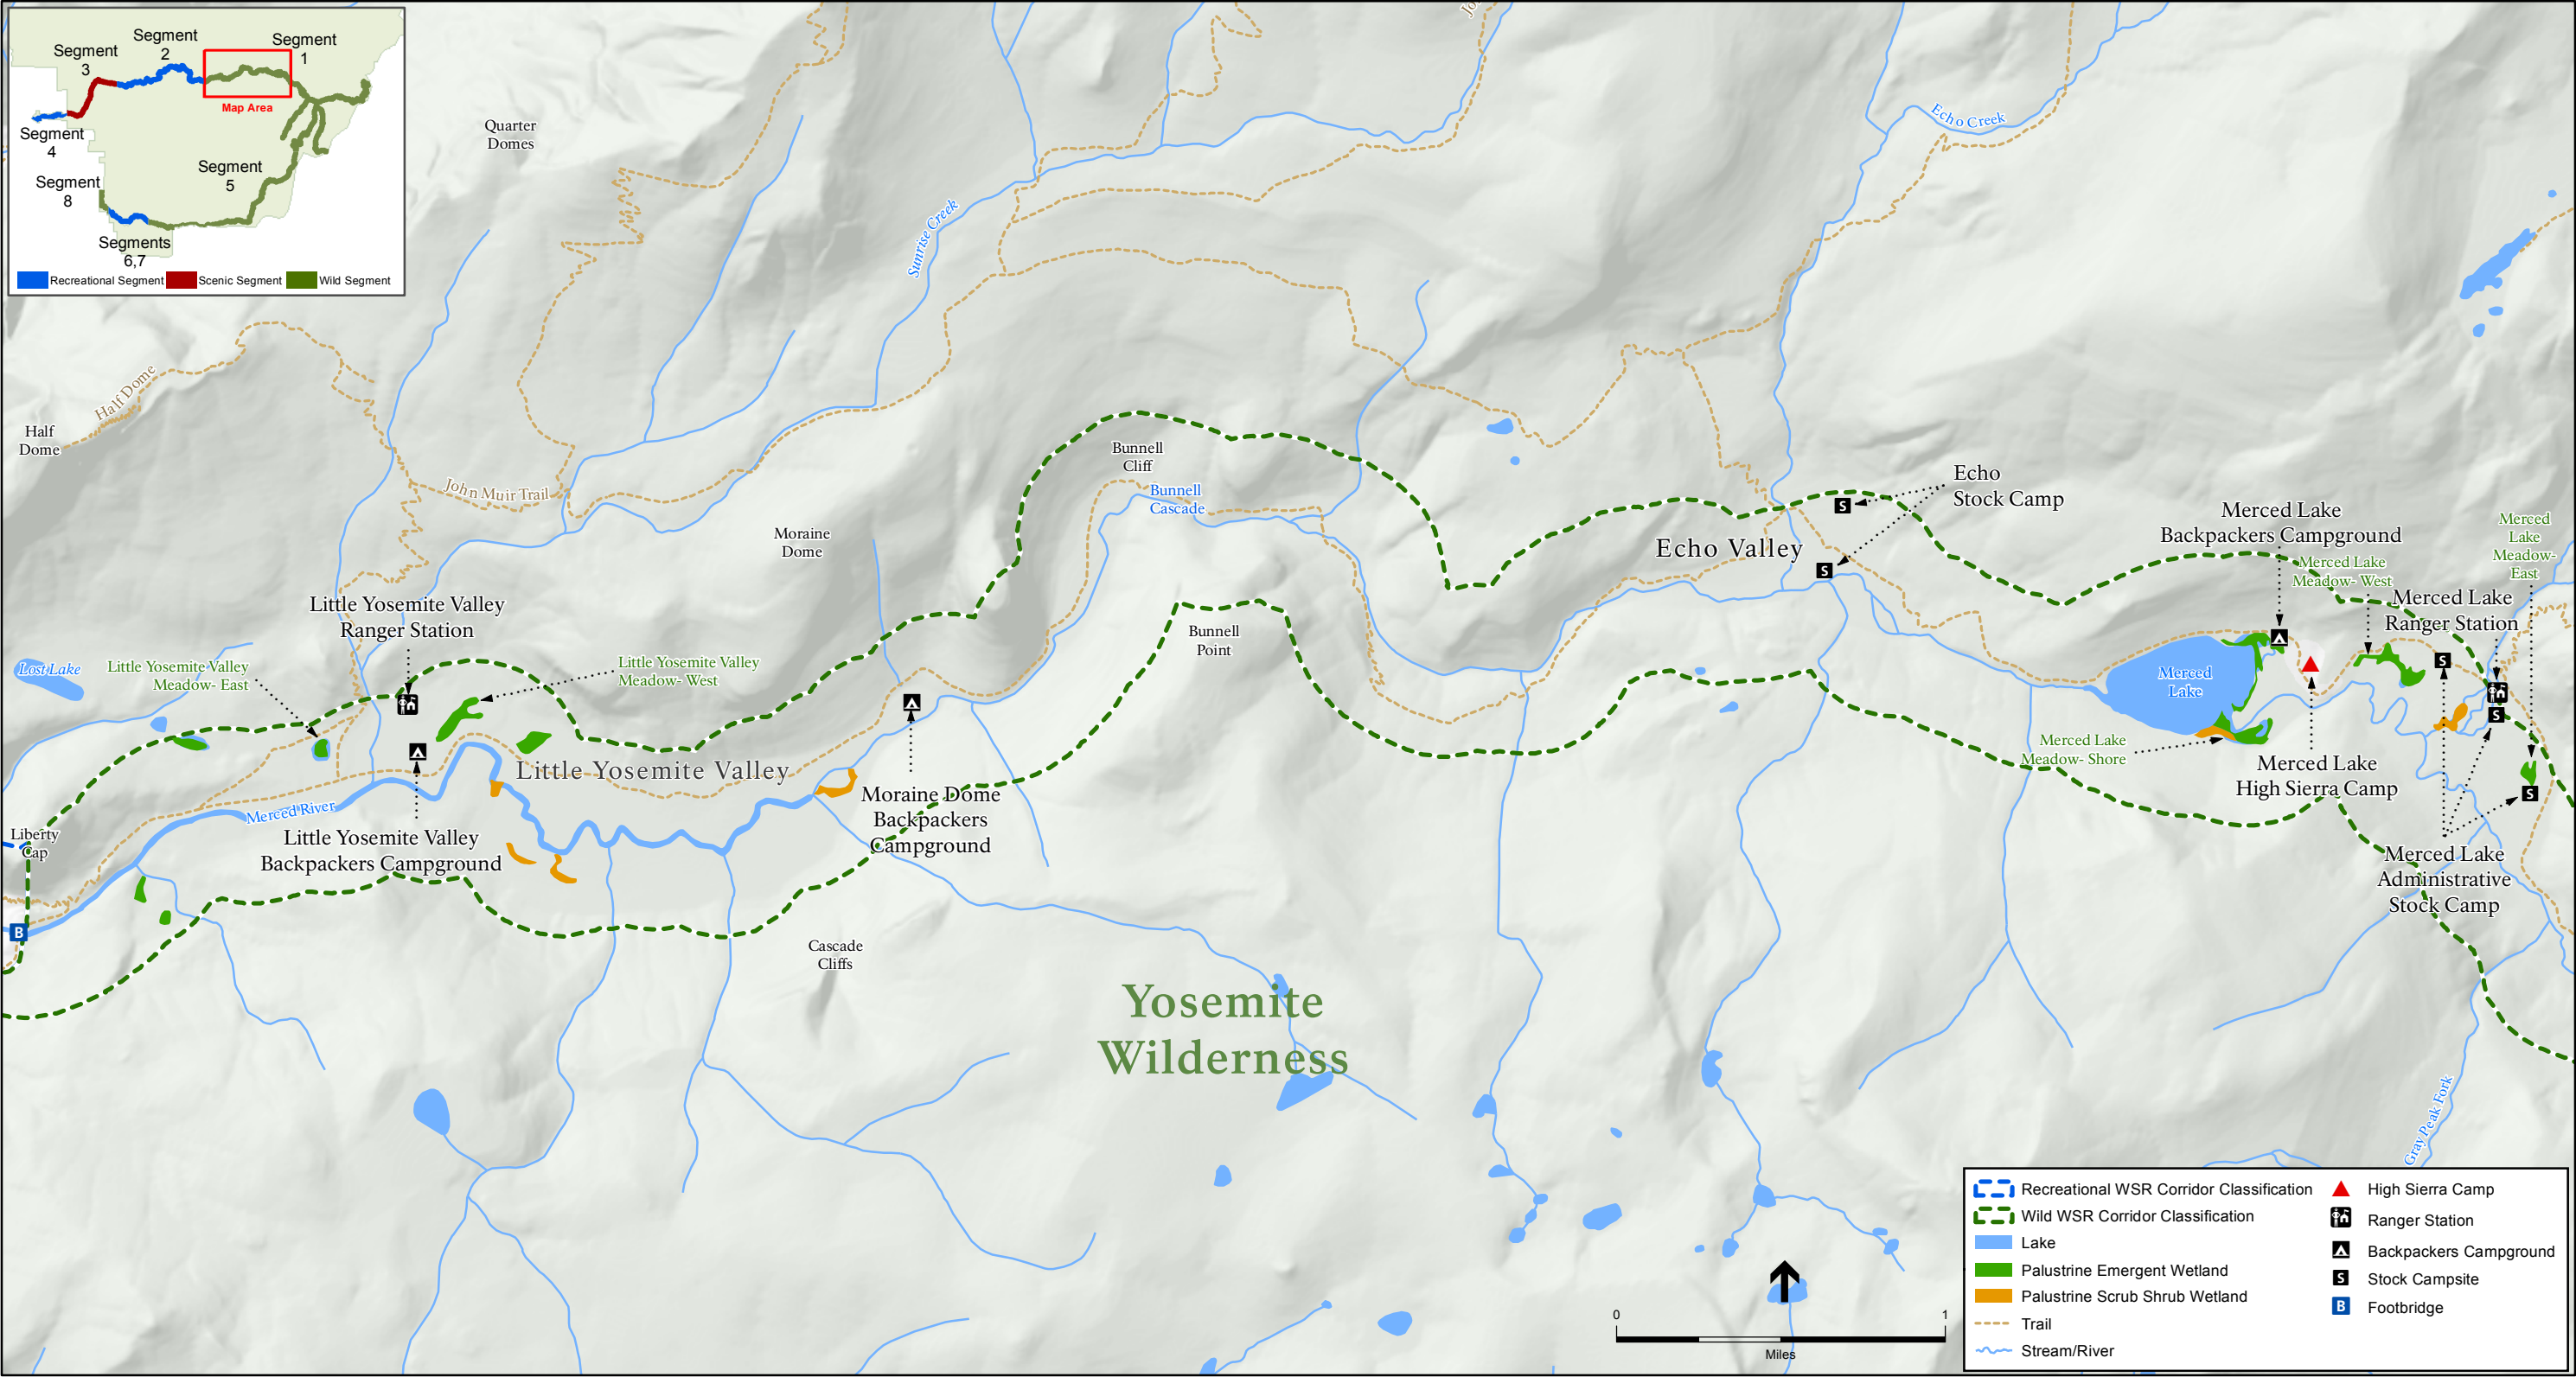 Segment
3
Segment
2
Segment
1
Map Area
Segment
4
Segment
8
Segment
5
Segments
6,7
Recreational Segment
Scenic Segment
Wild Segment
Jo
Quarter
Domes
Echo Creek
Sunrise Creek
Half Dome
Half
Dome
John Muir Trail
Bunnell
Cliff
Bunnell
Cascade
Moraine
Dome
Echo
Stock Camp
Echo Valley
Merced Lake
Backpackers Campground
Merced
Lake
Meadow-
East
Merced Lake
Meadow- West
Merced Lake
Ranger Station
Little Yosemite Valley
Ranger Station
Bunnell
Point
Lost Lake
Little Yosemite Valley
Meadow- East
Little Yosemite Valley
Meadow- West
Merced
Lake
Merced Lake
Meadow- Shore
Merced Lake
High Sierra Camp
Little Yosemite Valley
Merced River
Moraine Dome
Backpackers
Campground
Liberty
Cap
Little Yosemite Valley
Backpackers Campground
Merced Lake
Administrative
Stock Camp
B
S
S
S
S
S
Cascade
Cliffs
Yosemite
Wilderness
Gray Peak Fork
0
1
Miles
Recreational WSR Corridor Classification
Wild WSR Corridor Classification
Lake
Palustrine Emergent Wetland
Palustrine Scrub Shrub Wetland
Trail
Stream/River
High Sierra Camp
Ranger Station
Backpackers Campground
S
Stock Campsite
B
Footbridge